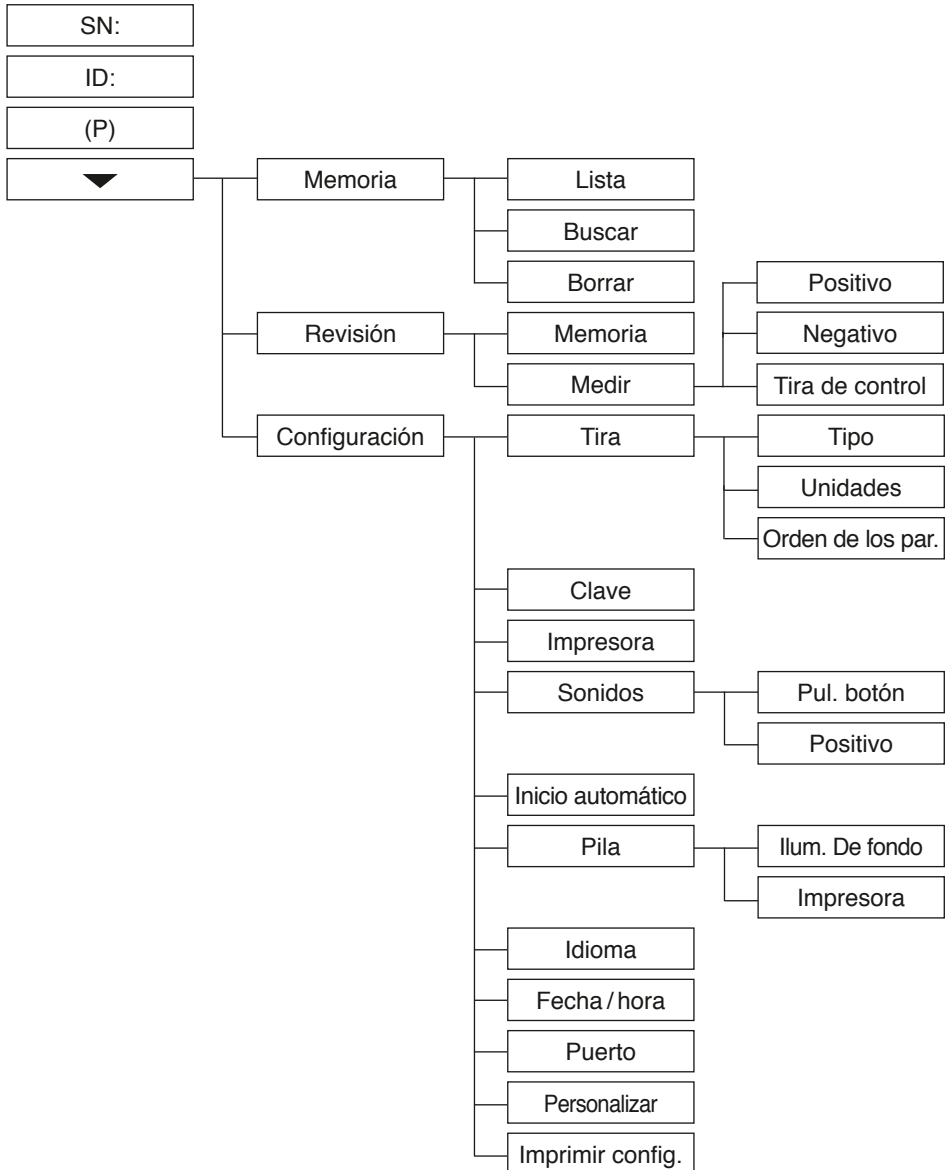 SN:
ID:
(P)
Memoria
Lista
Buscar
Borrar
Revisión
Memoria
Medir
Positivo
Negativo
Tira de control
Configuración
Tira
Tipo
Unidades
Orden de los par.
Clave
Impresora
Sonidos
Pul. botón
Positivo
Inicio automático
Pila
Ilum. De fondo
Impresora
Idioma
Fecha / hora
Puerto
Personalizar
Imprimir config.